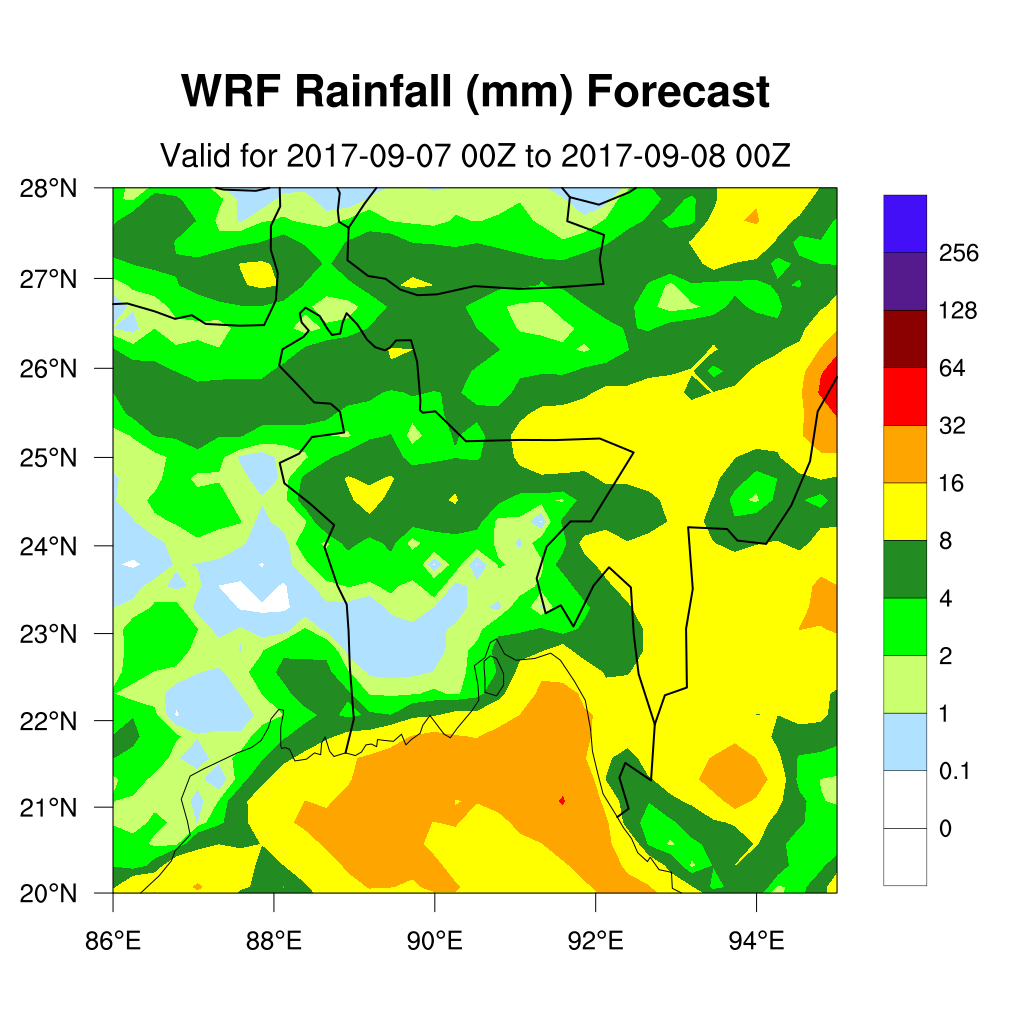 WRF Rainfall (mm) Forecast
Valid for 2017-09-07 00Z to 2017-09-08 00Z
28°N
27°N
26°N
25°N
24°N
23°N
22°N
21°N
20°N
86°E 88°E 90°E 92°E 94°E
256
128
64
32
16
8
4
2
1
0.1
0